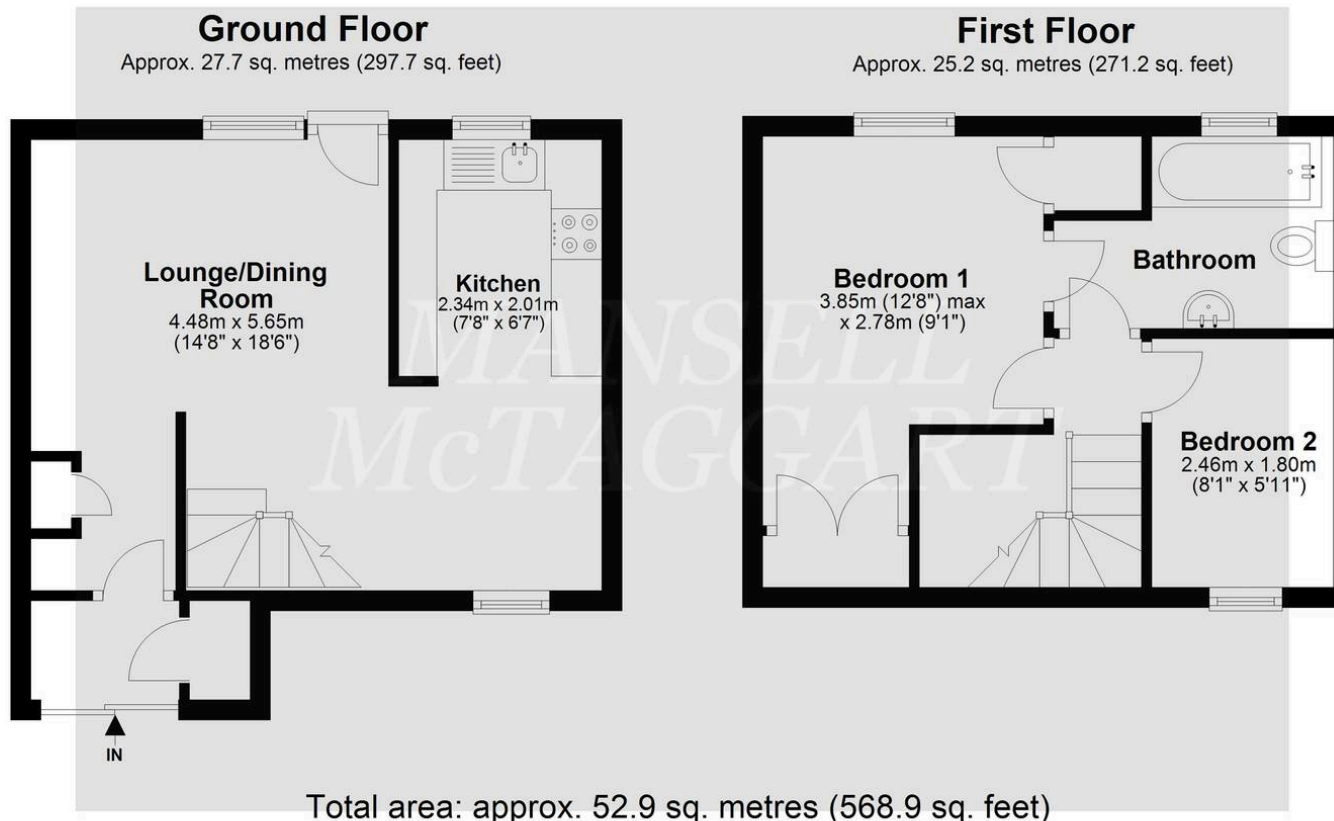 Ground Floor
Approx. 27.7 sq. metres (297.7 sq. feet)
First Floor
Approx. 25.2 sq. metres (271.2 sq. feet)
Lounge/Dining
Room
4.48m x 5.65m
(14'8" x 18'6")
Kitchen
2.34m x 2.01m
(7'8" x 6'7")
Bedroom 1
3.85m (12'8") max
x 2.78m (9'1")
Bathroom
Bedroom 2
2.46m x 1.80m
(8'1" x 5'11")
MANSELL
McTAGGART
IN
Total area: approx. 52.9 sq. metres (568.9 sq. feet)